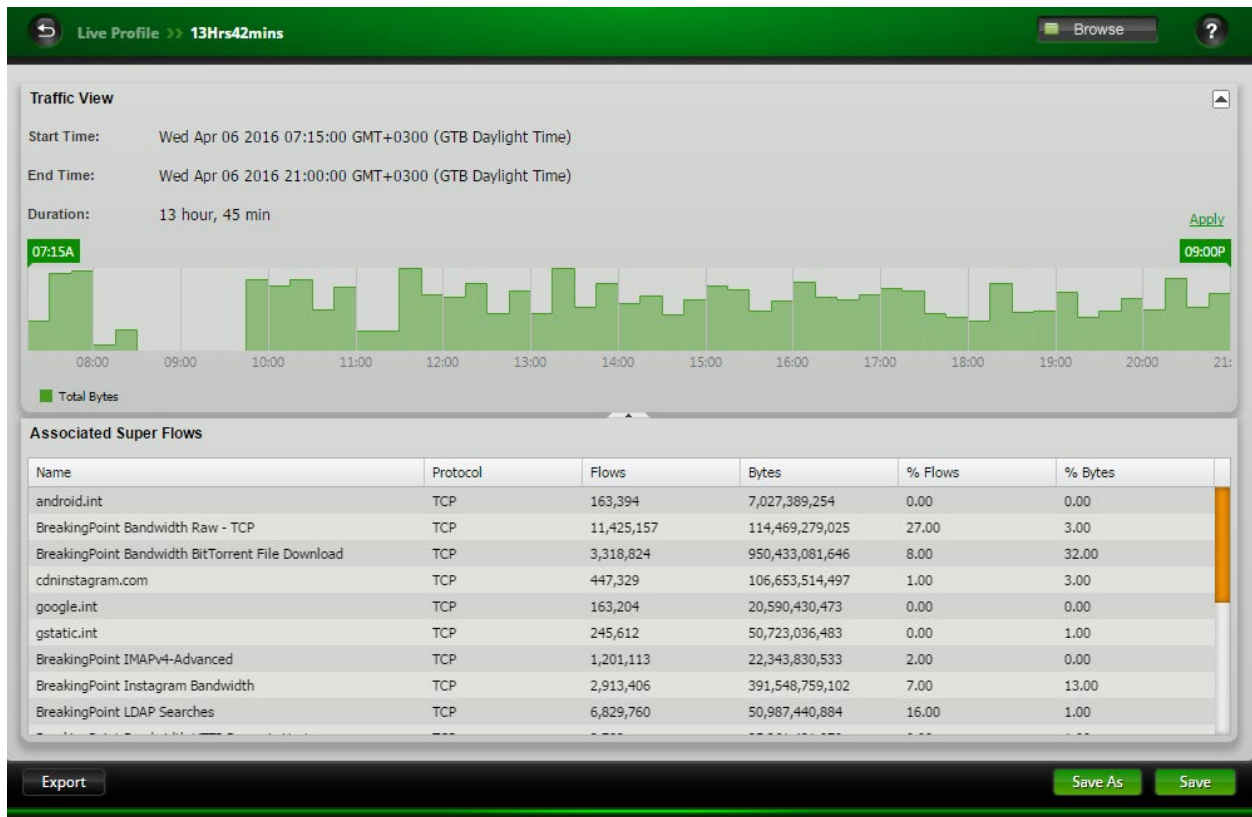 Live Profile >> 13Hrs42mins Browse ?
Traffic View
Start Time: Wed Apr 06 2016 07:15:00 GMT+0300 (GTB Daylight Time)
End Time: Wed Apr 06 2016 21:00:00 GMT+0300 (GTB Daylight Time)
Duration: 13 hour, 45 min
Apply
07:15A 09:00P
08:00 09:00 10:00 11:00 12:00 13:00 14:00 15:00 16:00 17:00 18:00 19:00 20:00 21:
Total Bytes
Associated Super Flows
Name Protocol Flows Bytes % Flows % Bytes
android.int TCP 163,394 7,027,389,254 0.00 0.00
BreakingPoint Bandwidth Raw - TCP TCP 11,425,157 114,469,279,025 27.00 3.00
BreakingPoint Bandwidth BitTorrent File Download TCP 3,318,824 950,433,081,646 8.00 32.00
cdninstagram.com TCP 447,329 106,653,514,497 1.00 3.00
google.int TCP 163,204 20,590,430,473 0.00 0.00
gstatic.int TCP 245,612 50,723,036,483 0.00 1.00
BreakingPoint IMAPv4-Advanced TCP 1,201,113 22,343,830,533 2.00 0.00
BreakingPoint Instagram Bandwidth TCP 2,913,406 391,548,759,102 7.00 13.00
BreakingPoint LDAP Searches TCP 6,829,760 50,987,440,884 16.00 1.00
Export Save As Save